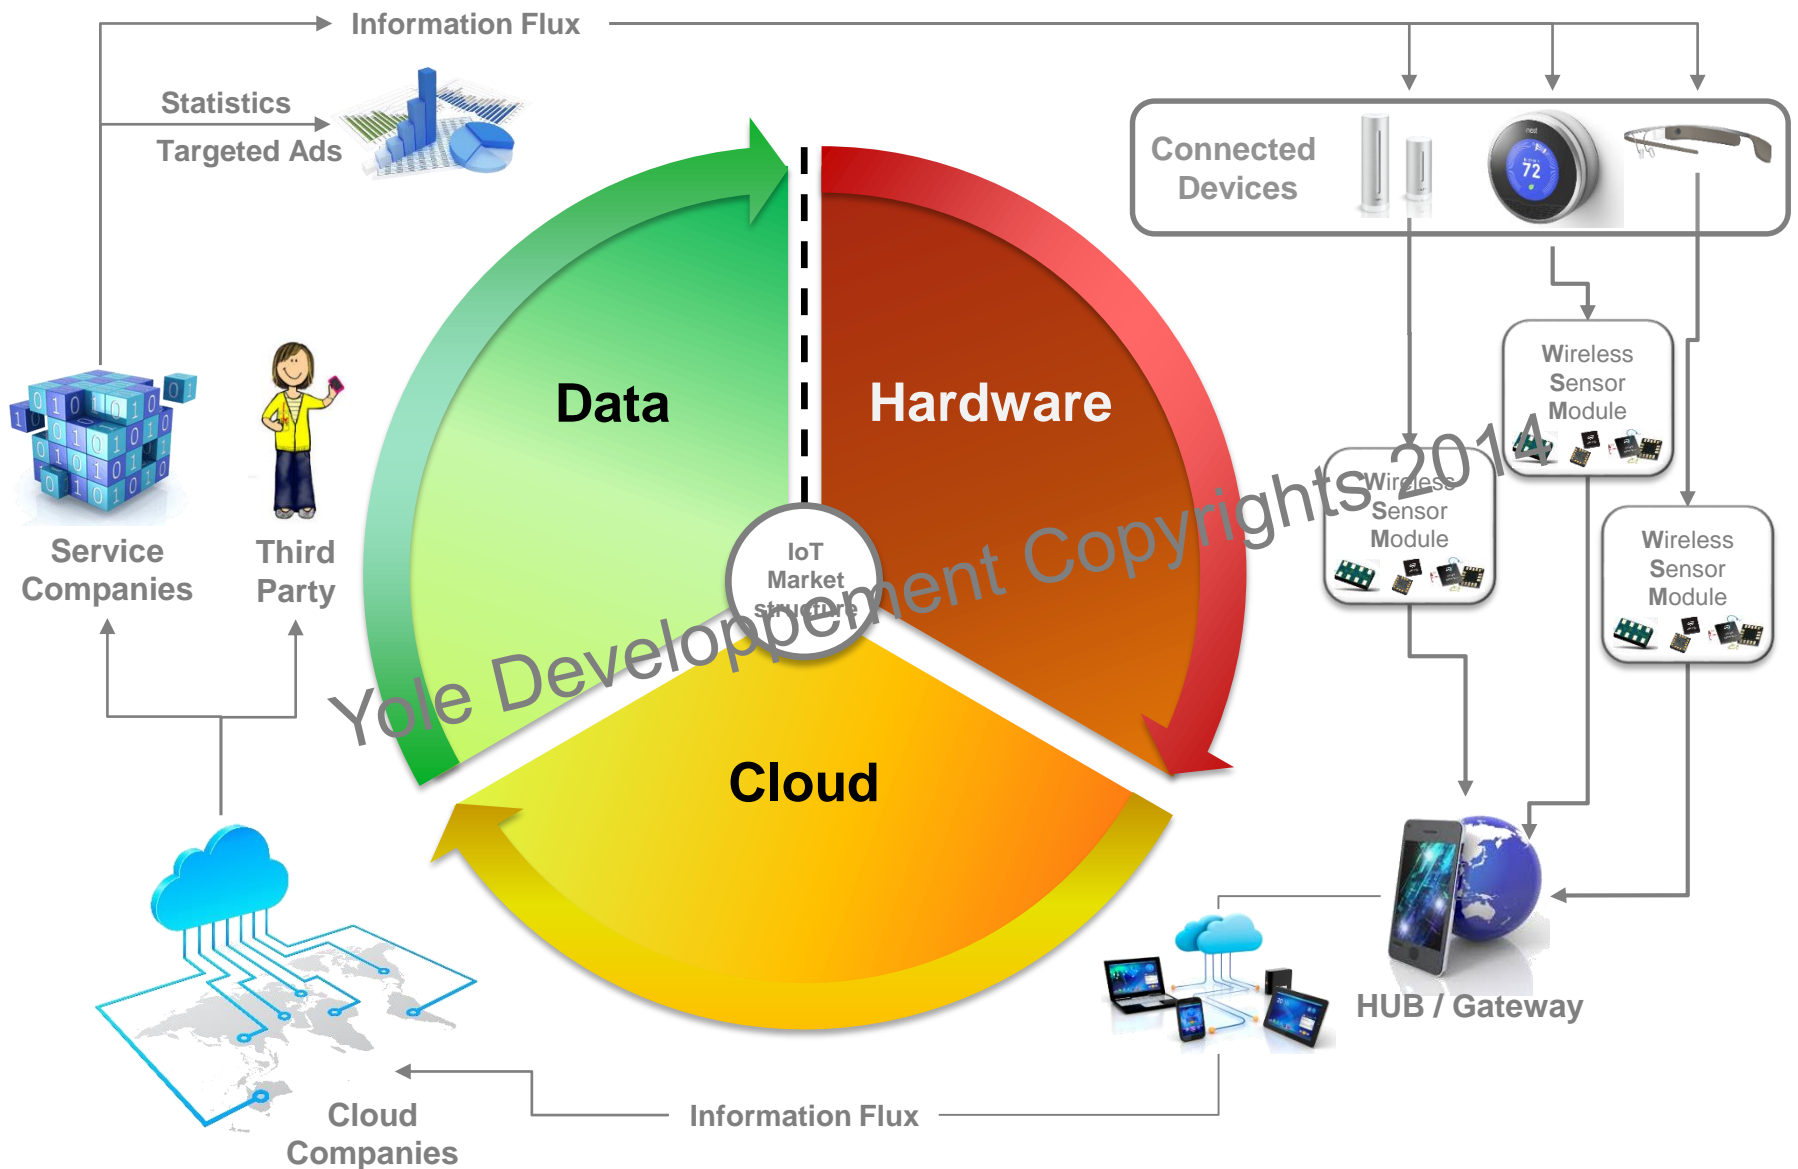 Information Flux
Statistics
Targeted Ads
Connected
Devices
nest
72
Data
Hardware
Wireless
Sensor
Module
Wireless
Sensor
Module
Wireless
Sensor
Module
IoT
Market
structure
Service
Companies
Third
Party
Cloud
HUB / Gateway
Information Flux
Cloud
Companies
Yole Developpement Copyrights 2014